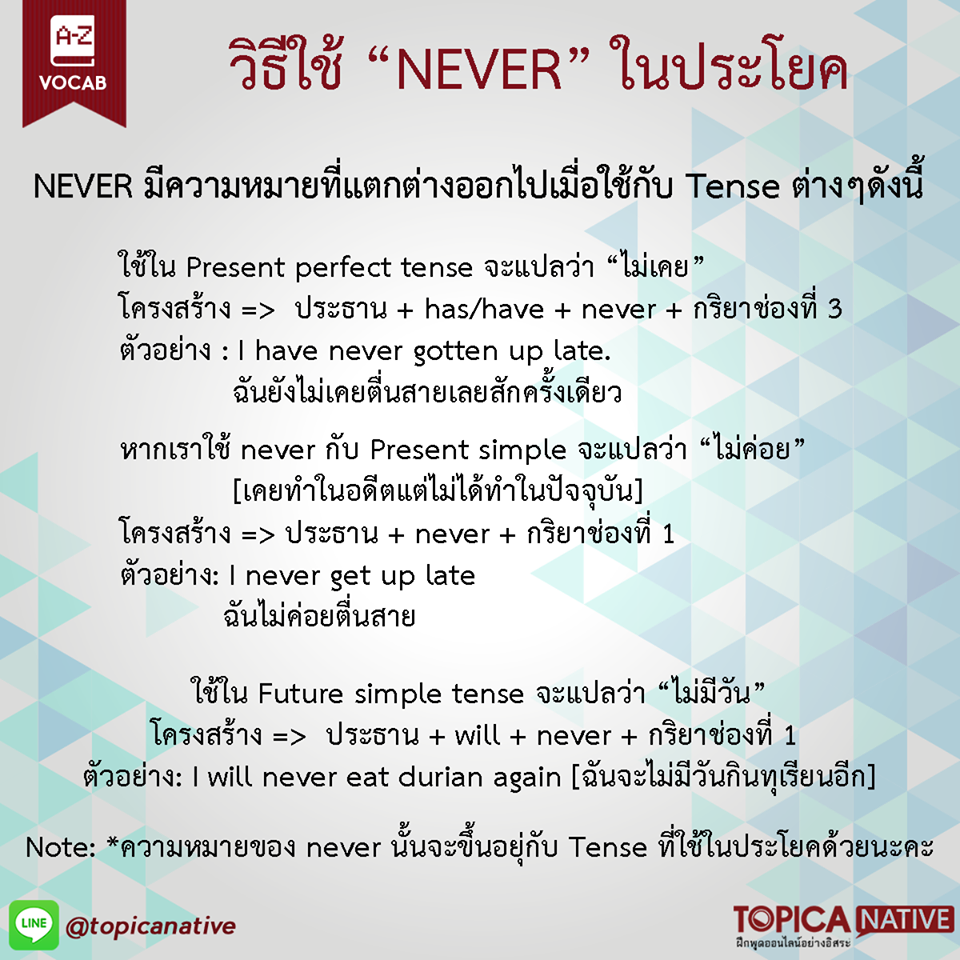 A-Z
VOCAB
วิธีใช้ “NEVER” ในประโยค
NEVER มีความหมายที่แตกต่างออกไปเมื่อใช้กับ Tense ต่างๆดังนี้
ใช้ใน Present perfect tense จะแปลว่า “ไม่เคย”
โครงสร้าง => ประธาน + has/have + never + กริยาช่องที่ 3
ตัวอย่าง : I have never gotten up late.
ฉันยังไม่เคยตื่นสายเลยสักครั้งเดียว
หากเราใช้ never กับ Present simple จะแปลว่า “ไม่ค่อย”
[เคยทำในอดีตแต่ไม่ได้ทำในปัจจุบัน]
โครงสร้าง => ประธาน + never + กริยาช่องที่ 1
ตัวอย่าง: I never get up late
ฉันไม่ค่อยตื่นสาย
ใช้ใน Future simple tense จะแปลว่า “ไม่มีวัน”
โครงสร้าง => ประธาน + will + never + กริยาช่องที่ 1
ตัวอย่าง: I will never eat durian again [ฉันจะไม่มีวันกินทุเรียนอีก]
Note: *ความหมายของ never นั้นจะขึ้นอยู่กับ Tense ที่ใช้ในประโยคด้วยนะคะ
LINE @topicanative
TOPICA NATIVE
ฝึกพูดออนไลน์อย่างอิสระ